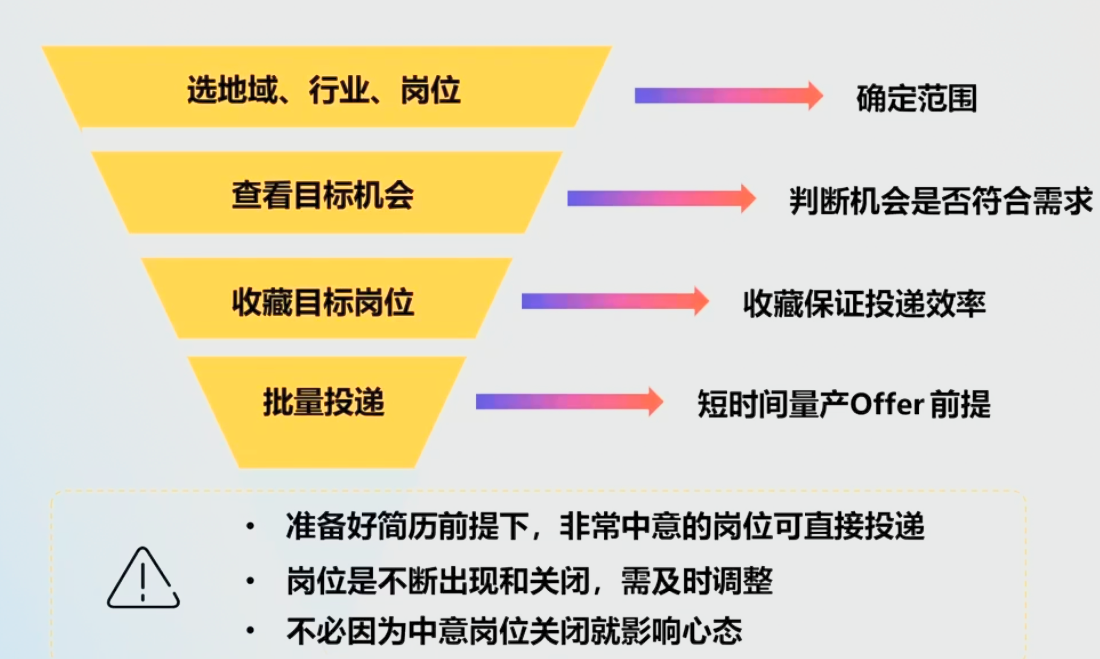 选地域、行业、岗位
确定范围
查看目标机会
判断机会是否符合需求
收藏目标岗位
收藏保证投递效率
批量投递
短时间量产Offer前提
• 准备好简历前提下，非常中意的岗位可直接投递
• 岗位是不断出现和关闭，需及时调整
• 不必因为中意岗位关闭就影响心态